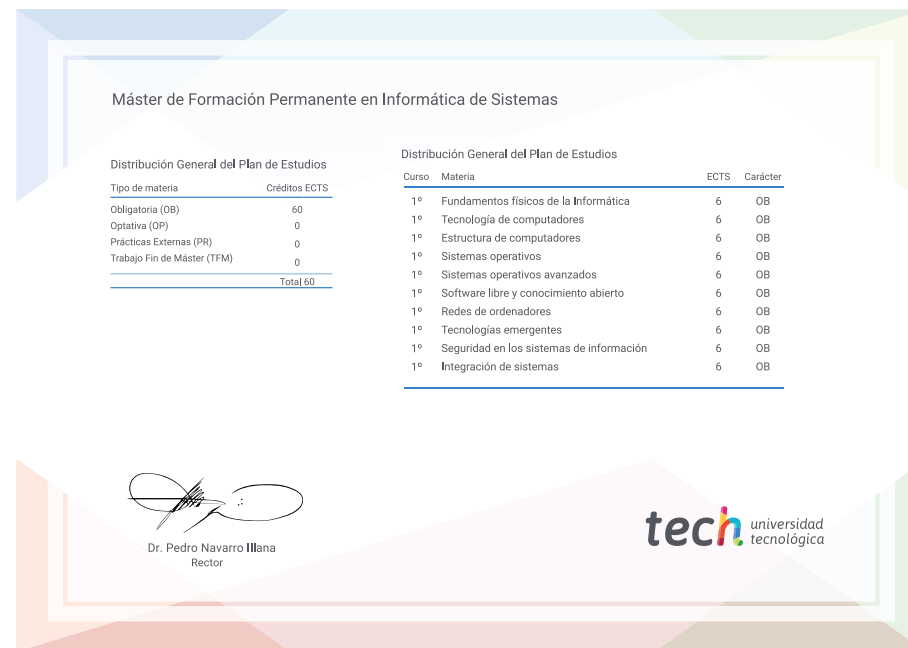 Máster de Formación Permanente en Informática de Sistemas
Distribución General del Plan de Estudios
Tipo de materia Créditos ECTS
Obligatoria (OB) 60
Optativa (OP) 0
Prácticas Externas (PR) 0
Trabajo Fin de Máster (TFM) 0
Total 60
Distribución General del Plan de Estudios
Curso Materia ECTS Carácter
1º Fundamentos físicos de la Informática 6 OB
1º Tecnología de computadores 6 OB
1º Estructura de computadores 6 OB
1º Sistemas operativos 6 OB
1º Sistemas operativos avanzados 6 OB
1º Software libre y conocimiento abierto 6 OB
1º Redes de ordenadores 6 OB
1º Tecnologías emergentes 6 OB
1º Seguridad en los sistemas de información 6 OB
1º Integración de sistemas 6 OB
Dr. Pedro Navarro Illana
Rector
tech universidad
tecnológica